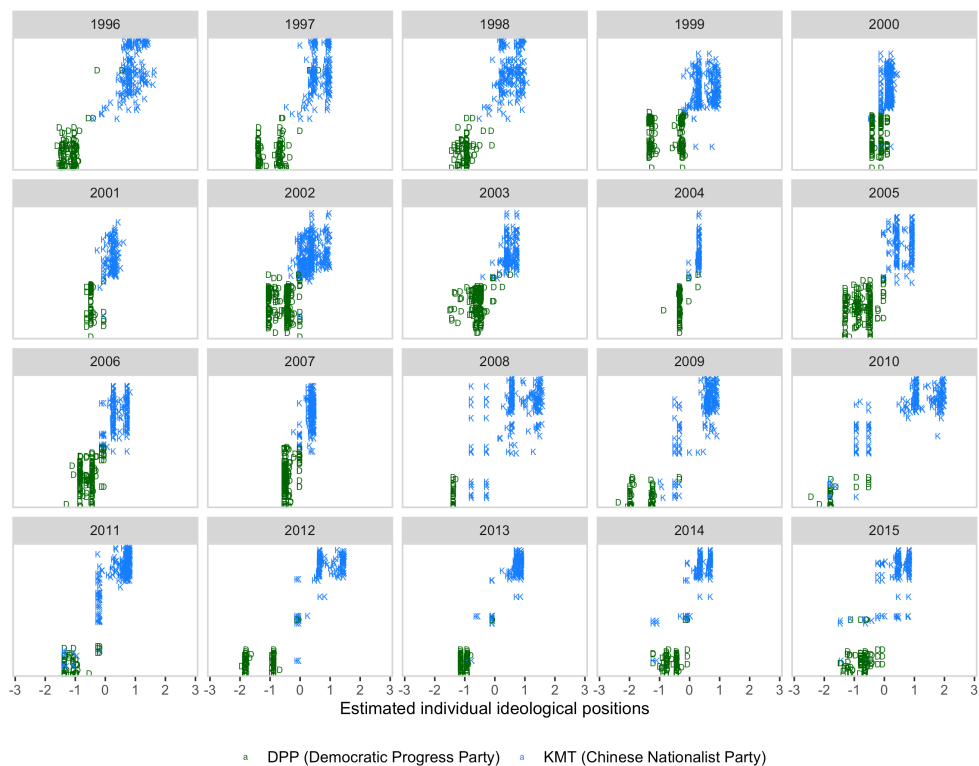 1996 1997 1998 1999 2000
2001 2002 2003 2004 2005
2006 2007 2008 2009 2010
2011 2012 2013 2014 2015
-3 -2 -1 0 1 2 3 -3 -2 -1 0 1 2 3 -3 -2 -1 0 1 2 3 -3 -2 -1 0 1 2 3 -3 -2 -1 0 1 2 3
Estimated individual ideological positions
a DPP (Democratic Progress Party) a KMT (Chinese Nationalist Party)